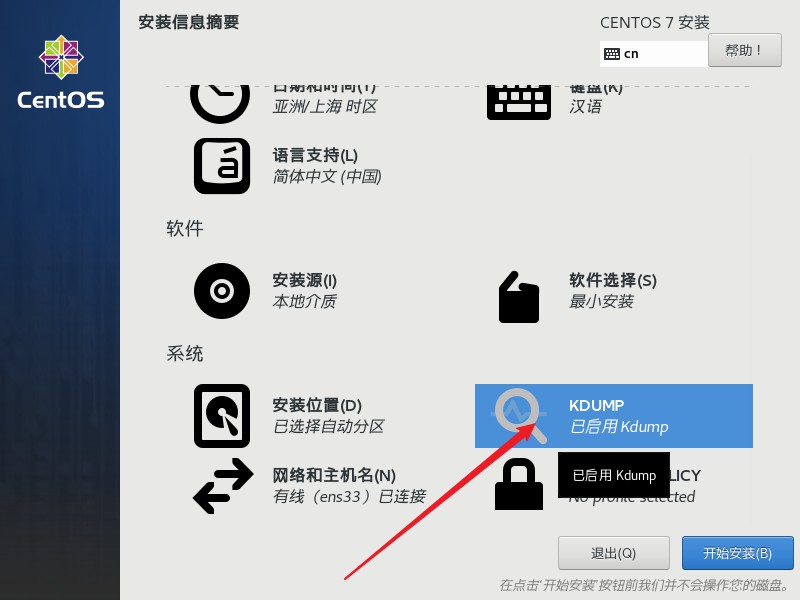 安装信息摘要
CENTOS 7 安装
cn
帮助！
CentOS
日期和时间(T)
亚洲/上海 时区
键盘(K)
汉语
语言支持(L)
简体中文 (中国)
软件
安装源(I)
本地介质
软件选择(S)
最小安装
系统
安装位置(D)
已选择自动分区
KDUMP
已启用 Kdump
网络和主机名(N)
有线（ens33）已连接
已启用 Kdump
LICY
No profile selected
退出(Q)
开始安装(B)
在点击'开始安装'按钮前我们并不会操作您的磁盘。